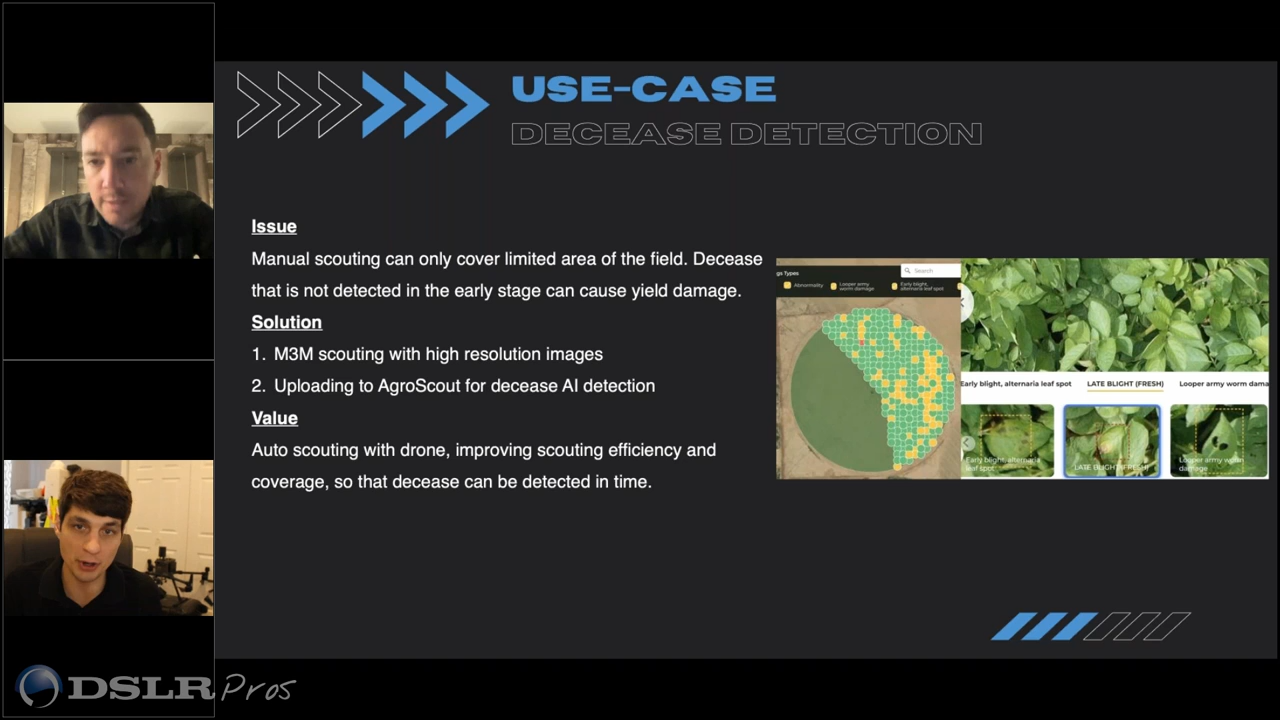 USE-CASE
DECEASE DETECTION
Issue
Manual scouting can only cover limited area of the field. Decease
that is not detected in the early stage can cause yield damage.
Solution
1. M3M scouting with high resolution images
2. Uploading to AgroScout for decease AI detection
Value
Auto scouting with drone, improving scouting efficiency and
coverage, so that decease can be detected in time.
gs Types
Search
Abnormality
Looper army
worm damage
Early blight,
alternaria leaf spot
Early blight, alternaria leaf spot
LATE BLIGHT (FRESH)
Looper army worm dama
Early blight, alternaria
leaf spot
LATE BLIGHT (FRESH)
Looper army worm
damage
DSLR Pros